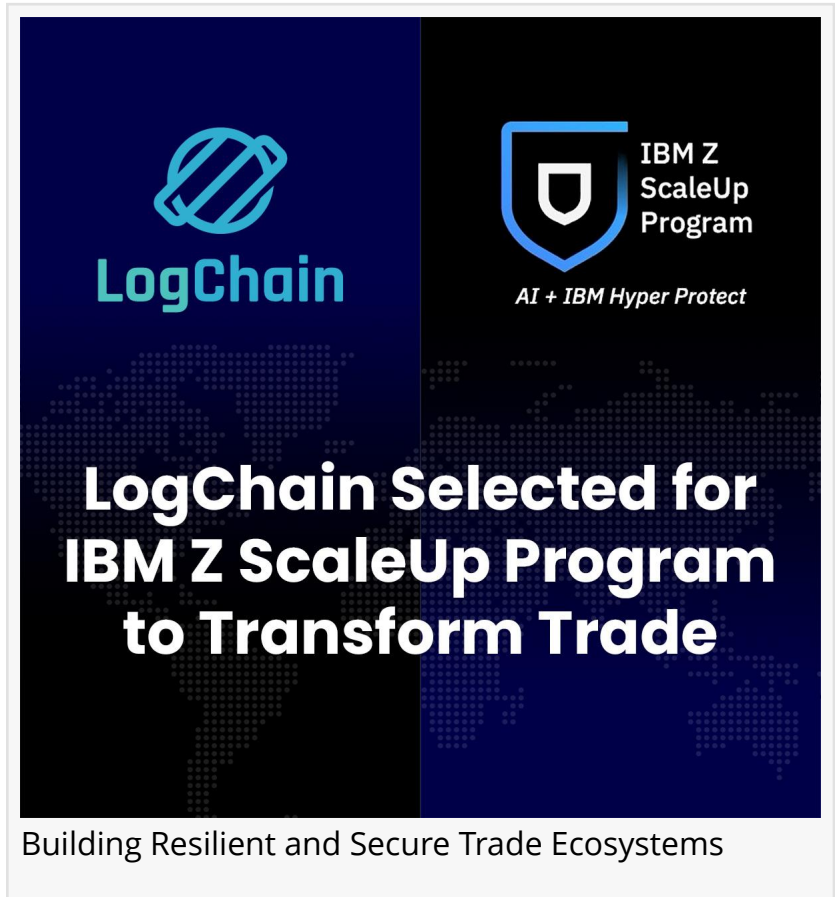 LogChain
IBM Z
ScaleUp
Program
AI + IBM Hyper Protect
LogChain Selected for
IBM Z ScaleUp Program
to Transform Trade
Building Resilient and Secure Trade Ecosystems